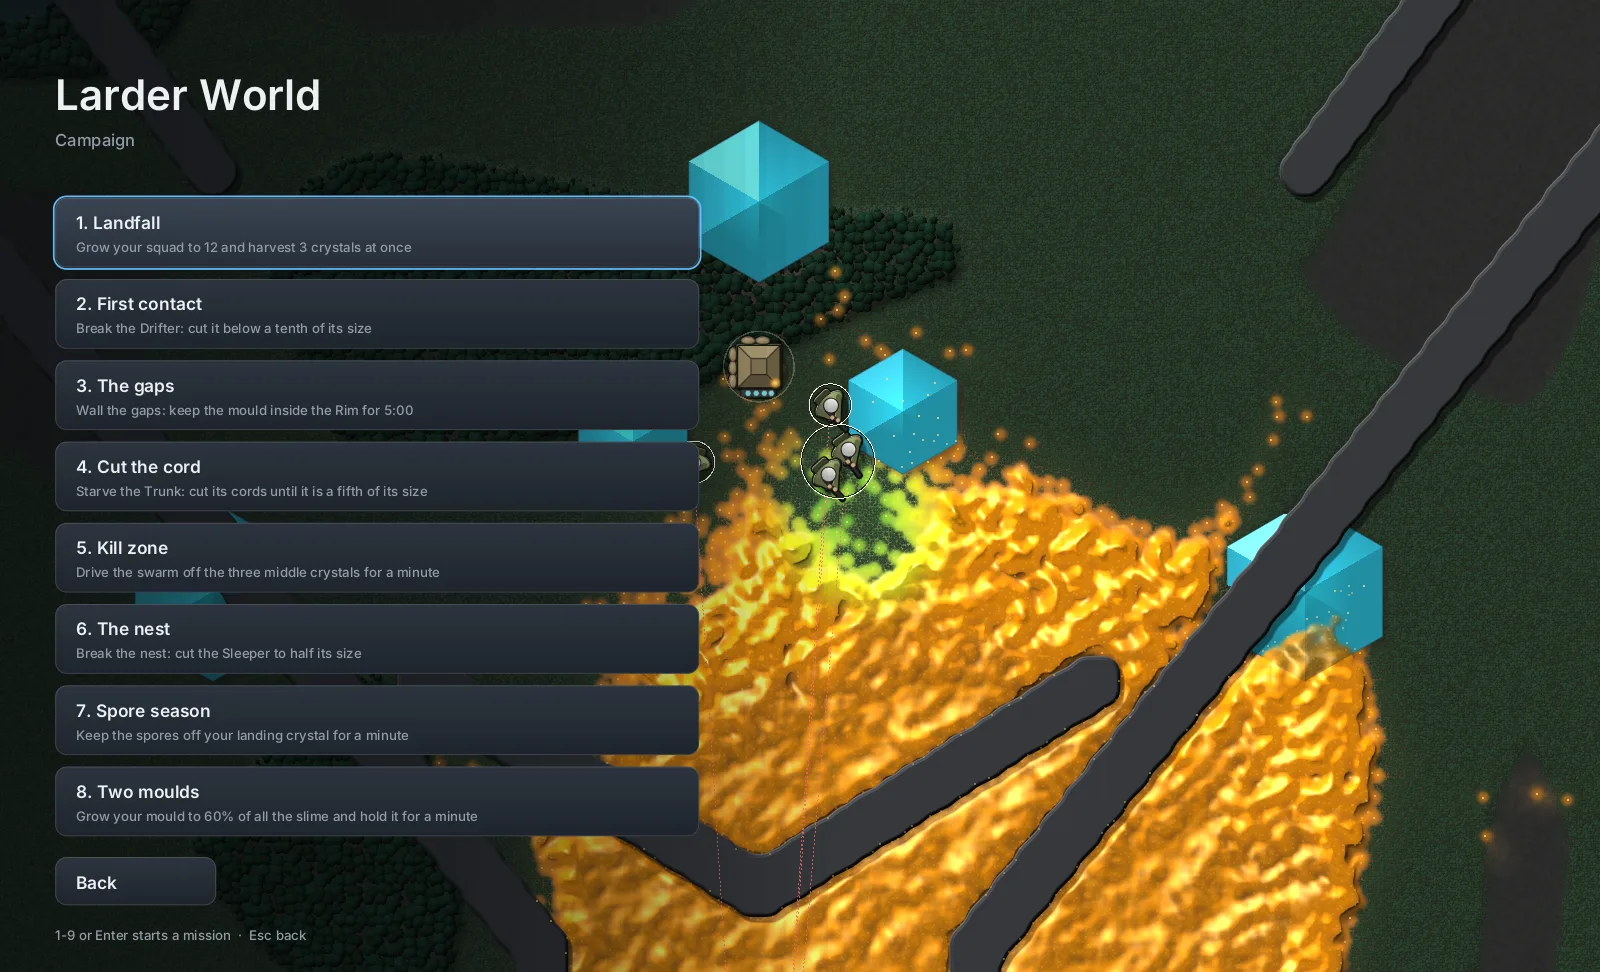 Larder World
Campaign
1. Landfall
Grow your squad to 12 and harvest 3 crystals at once
2. First contact
Break the Drifter: cut it below a tenth of its size
3. The gaps
Wall the gaps: keep the mould inside the Rim for 5:00
4. Cut the cord
Starve the Trunk: cut its cords until it is a fifth of its size
5. Kill zone
Drive the swarm off the three middle crystals for a minute
6. The nest
Break the nest: cut the Sleeper to half its size
7. Spore season
Keep the spores off your landing crystal for a minute
8. Two moulds
Grow your mould to 60% of all the slime and hold it for a minute
Back
1-9 or Enter starts a mission · Esc back